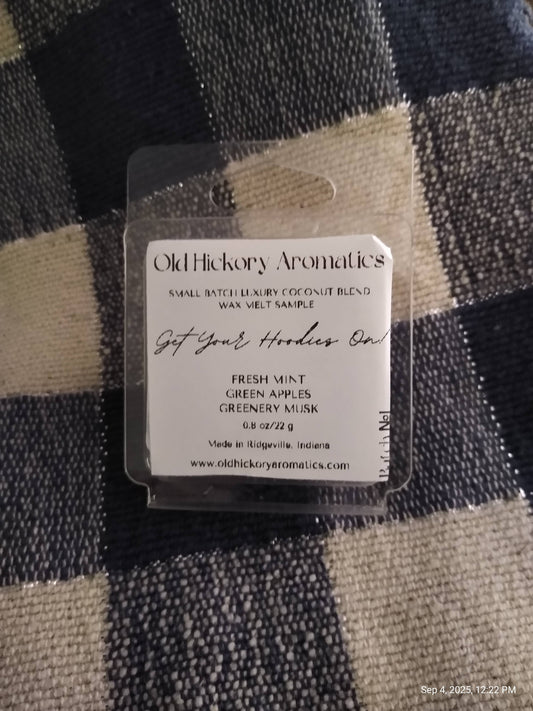 Old Hickory Aromatics
SMALL BATCH LUXURY COCONUT BLEND
WAX MELT SAMPLE
Get Your Hoodies On!
FRESH MINT
GREEN APPLES
GREENERY MUSK
0.8 oz/22 g
Made in Ridgeville, Indiana
www.oldhickoryaromatics.com
Batch №1
Sep 4, 2025, 12:22 PM